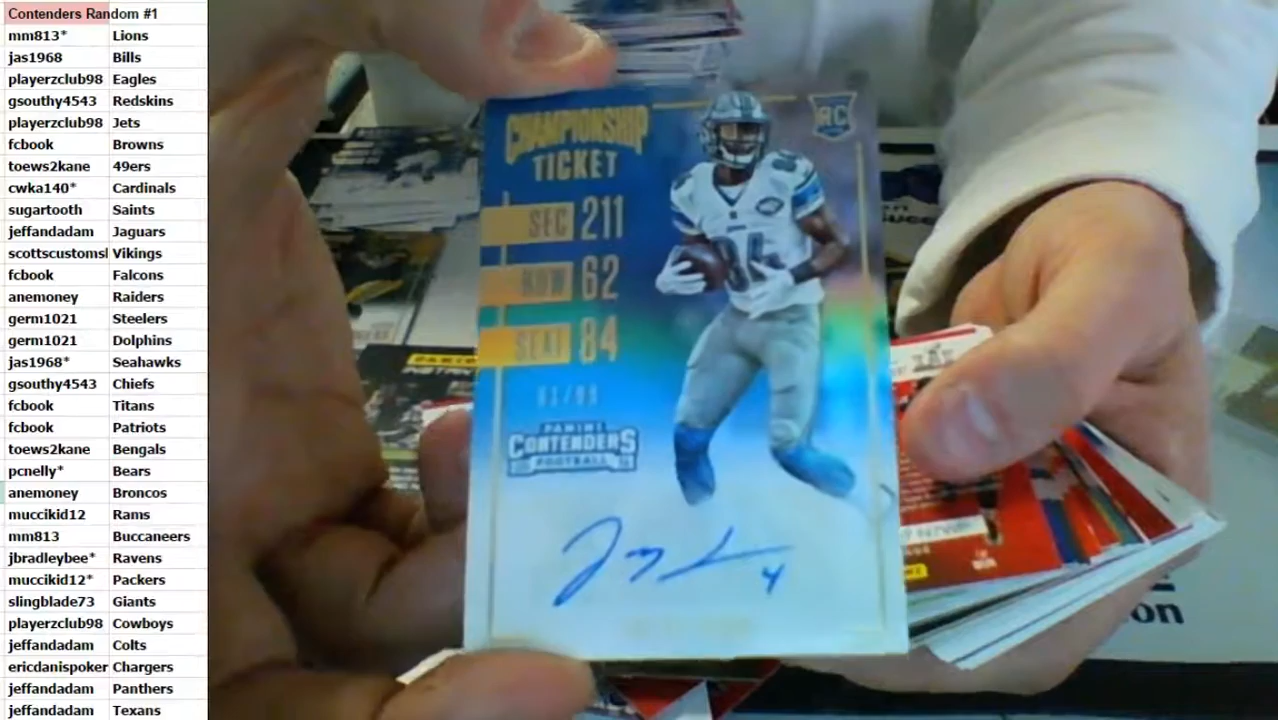 Contenders Random #1
mm813* Lions
jas1968 Bills
playerzclub98 Eagles
gsouthy4543 Redskins
playerzclub98 Jets
fcbook Browns
toews2kane 49ers
cwka140* Cardinals
sugartooth Saints
jeffandadam Jaguars
scottscustomsl Vikings
fcbook Falcons
anemoney Raiders
germ1021 Steelers
germ1021 Dolphins
jas1968* Seahawks
gsouthy4543 Chiefs
fcbook Titans
fcbook Patriots
toews2kane Bengals
pcnelly* Bears
anemoney Broncos
muccikid12 Rams
mm813 Buccaneers
jbradleybee* Ravens
muccikid12* Packers
slingblade73 Giants
playerzclub98 Cowboys
jeffandadam Colts
ericdanispoker Chargers
jeffandadam Panthers
jeffandadam Texans
CHAMPIONSHIP
TICKET
RC
SEC 211
ROW 62
SEAT 84
PANINI
CONTENDERS
FOOTBALL
84
PANINI